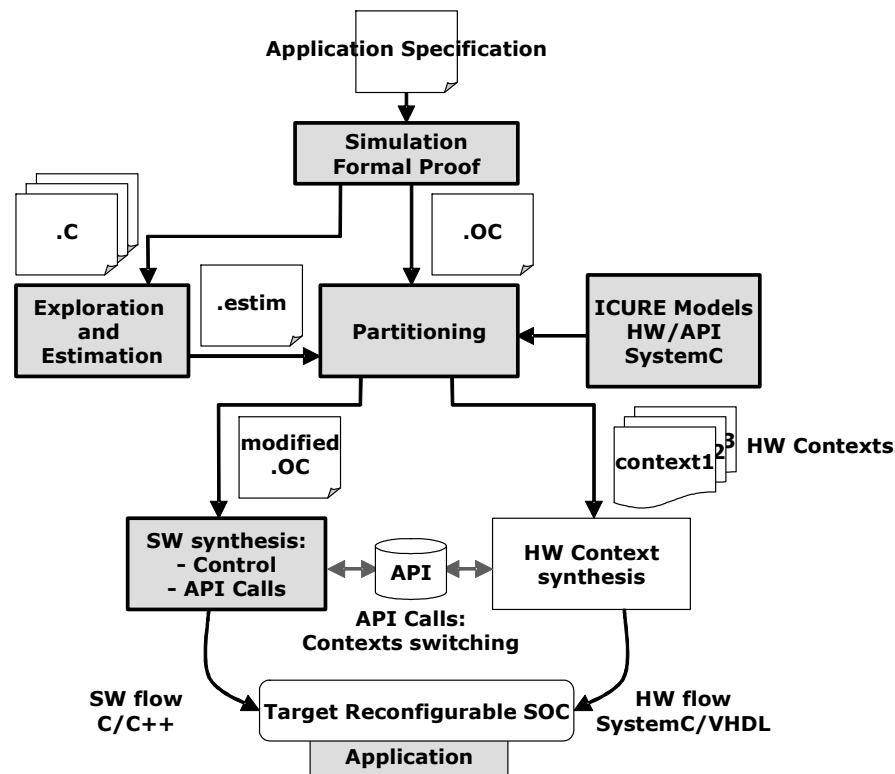 Application Specification
Simulation
Formal Proof
.C
.OC
.estim
Exploration
and
Estimation
Partitioning
ICURE Models
HW/API
SystemC
modified
.OC
context1
2
3
HW Contexts
SW synthesis:
- Control
- API Calls
API
HW Context
synthesis
API Calls:
Contexts switching
SW flow
C/C++
Target Reconfigurable SOC
HW flow
SystemC/VHDL
Application